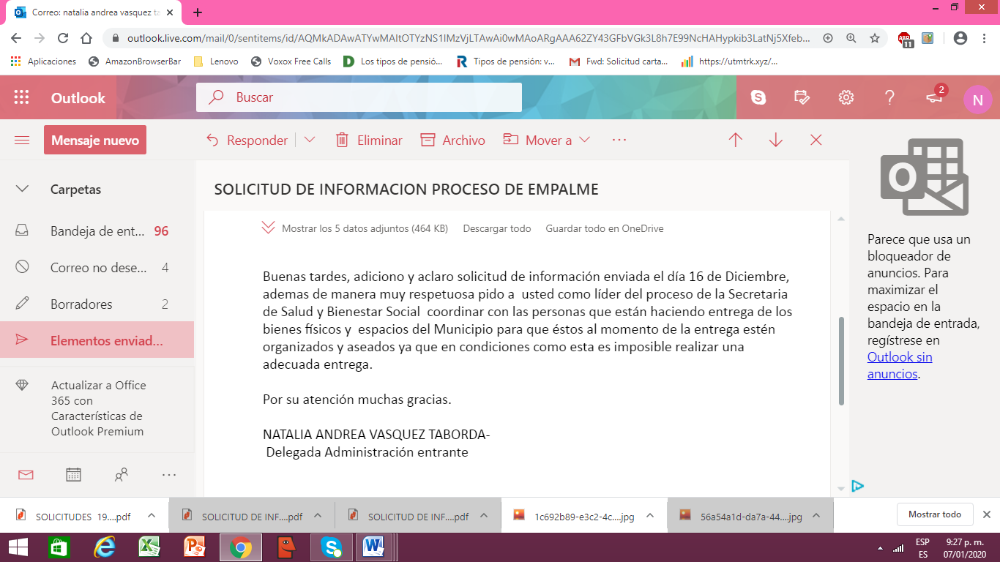 Correo: natalia andrea vasquez ta
outlook.live.com/mail/0/sentitems/id/AQMkADAwATYwMAItOTYzNS1lMzVjLTAwAi0wMAoARgAAA62ZY43GFbVGk3L8h7E99NcHAHypkib3LatNj5Xfeb...
11
Aplicaciones
AmazonBrowserBar
Lenovo
Voxox Free Calls
Los tipos de pensió...
Tipos de pensión: v...
Fwd: Solicitud carta...
https://utmtrk.xyz/...
Outlook
Buscar
2
N
Mensaje nuevo
Responder
Eliminar
Archivo
Mover a
Carpetas
Bandeja de ent... 96
Correo no dese... 4
Borradores 2
Elementos enviad...
Actualizar a Office
365 con
Características de
Outlook Premium
SOLICITUD DE INFORMACION PROCESO DE EMPALME
Mostrar los 5 datos adjuntos (464 KB) Descargar todo Guardar todo en OneDrive
Buenas tardes, adiciono y aclaro solicitud de información enviada el día 16 de Diciembre,
ademas de manera muy respetuosa pido a usted como líder del proceso de la Secretaria
de Salud y Bienestar Social coordinar con las personas que están haciendo entrega de los
bienes físicos y espacios del Municipio para que éstos al momento de la entrega estén
organizados y aseados ya que en condiciones como esta es imposible realizar una
adecuada entrega.
Por su atención muchas gracias.
NATALIA ANDREA VASQUEZ TABORDA-
Delegada Administración entrante
Parece que usa un
bloqueador de
anuncios. Para
maximizar el
espacio en la
bandeja de entrada,
regístrese en
Outlook sin
anuncios.
SOLICITUDES 19....pdf
SOLICITUD DE INF....pdf
SOLICITUD DE INF....pdf
1c692b89-e3c2-4c....jpg
56a54a1d-da7a-44....jpg
Mostrar todo
ESP
ES
9:27 p. m.
07/01/2020